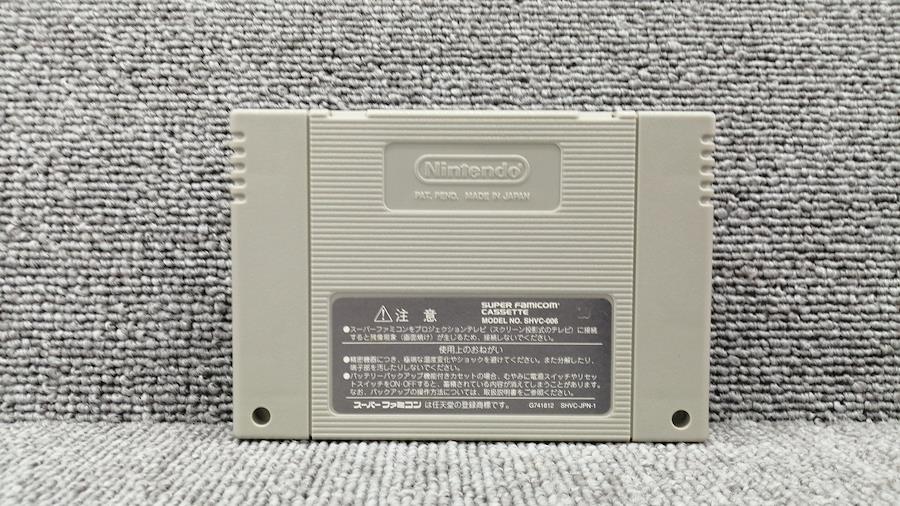 Nintendo®
PAT. PEND. MADE IN JAPAN
⚠注意
SUPER FAMICOM
CASSETTE
MODEL NO. SHVC-006
●スーパーファミコンをプロジェクションテレビ（スクリーン投影式のテレビ）に接続
すると残像現象（画面焼け）が生じるため、接続しないでください。
使用上のおねがい
●精密機器につき、極端な温度変化やショックを避けてください。また分解したり、
端子部を汚したりしないでください。
●バッテリーバックアップ機能付きカセットの場合、むやみに電源スイッチやリセッ
トスイッチをON・OFFすると、蓄積されている内容が消えてしまうことがあります。
なお、バックアップの操作方法については、取扱説明書をご参照ください。
スーパーファミコン は任天堂の登録商標です。 G741812 SHVC-JPN-1